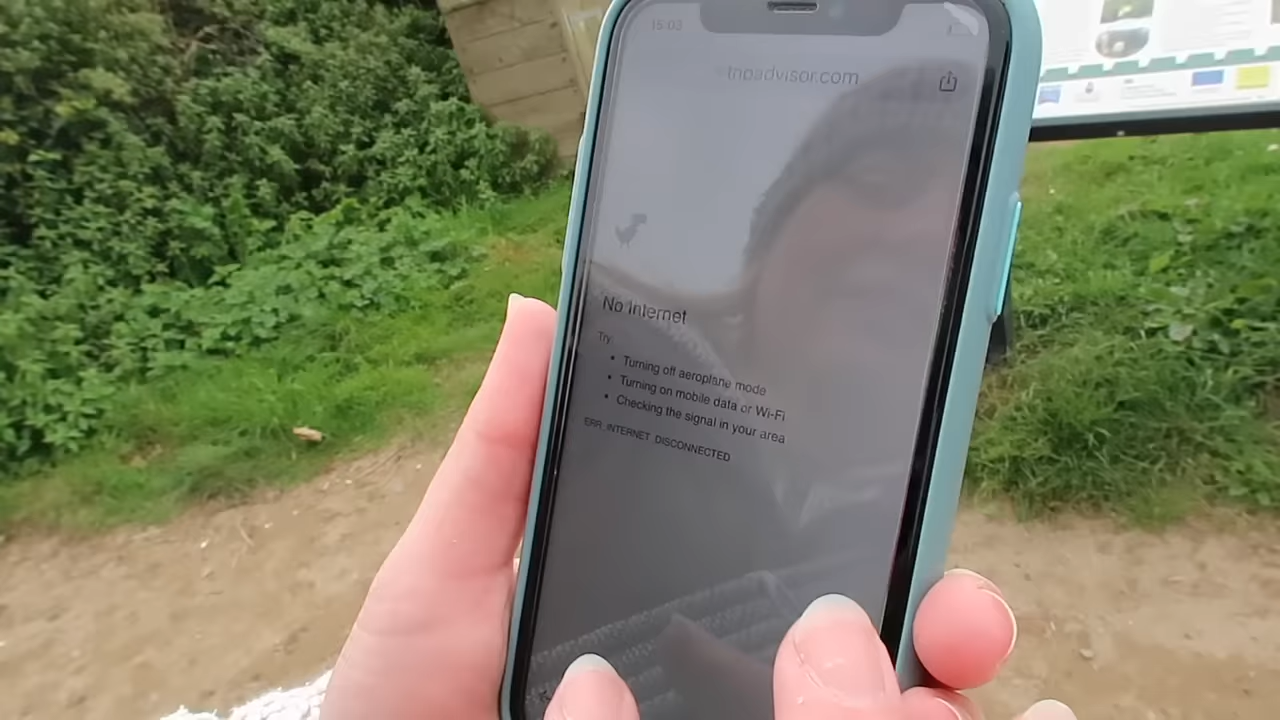 15:03
tripadvisor.com
No Internet
Try:
• Turning off aeroplane mode
• Turning on mobile data or Wi-Fi
• Checking the signal in your area
ERR_INTERNET_DISCONNECTED